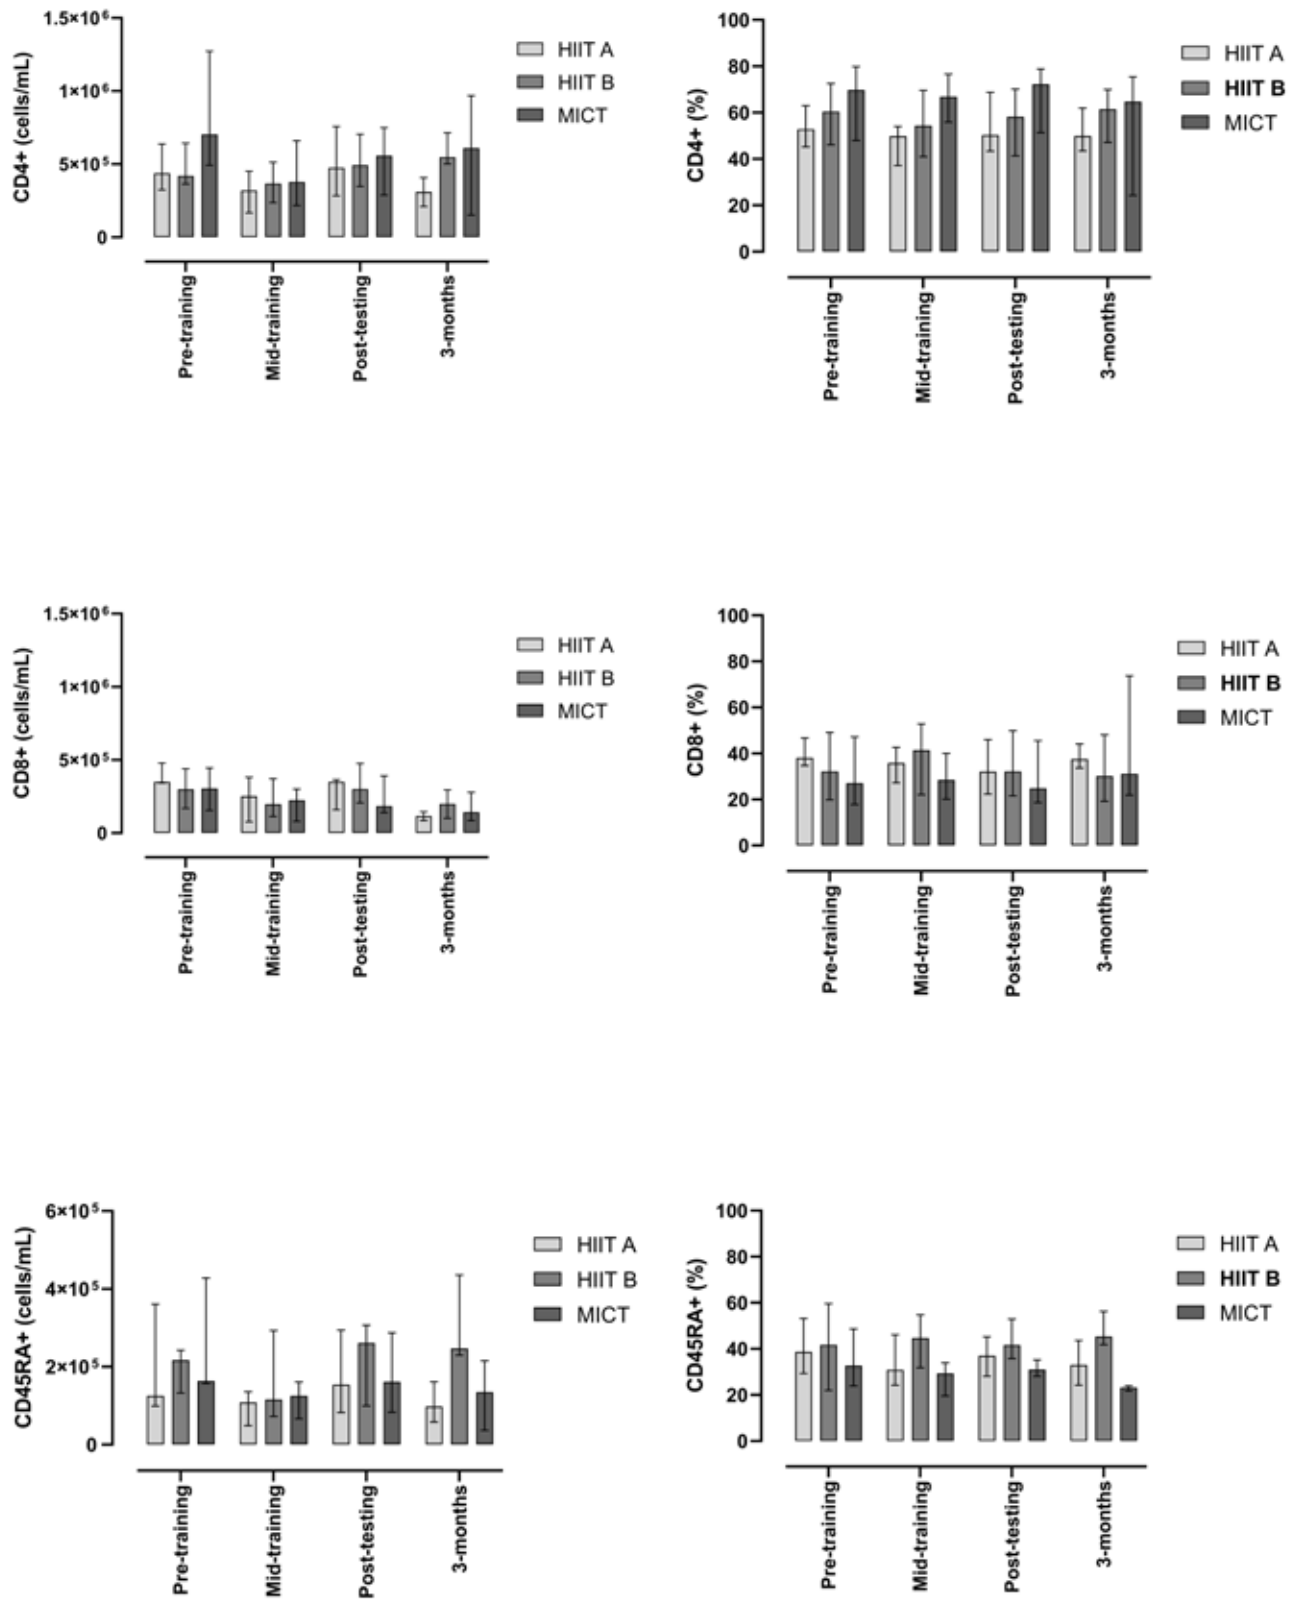 CD4+ (cells/mL)
1.5×10⁶
1×10⁶
5×10⁵
0
Pre-training
Mid-training
Post-testing
3-months
HIIT A
HIIT B
MICT
CD4+ (%)
100
80
60
40
20
0
Pre-training
Mid-training
Post-testing
3-months
HIIT A
HIIT B
MICT
CD8+ (cells/mL)
1.5×10⁶
1×10⁶
5×10⁵
0
Pre-training
Mid-training
Post-testing
3-months
HIIT A
HIIT B
MICT
CD8+ (%)
100
80
60
40
20
0
Pre-training
Mid-training
Post-testing
3-months
HIIT A
HIIT B
MICT
CD45RA+ (cells/mL)
6×10⁵
4×10⁵
2×10⁵
0
Pre-training
Mid-training
Post-testing
3-months
HIIT A
HIIT B
MICT
CD45RA+ (%)
100
80
60
40
20
0
Pre-training
Mid-training
Post-testing
3-months
HIIT A
HIIT B
MICT